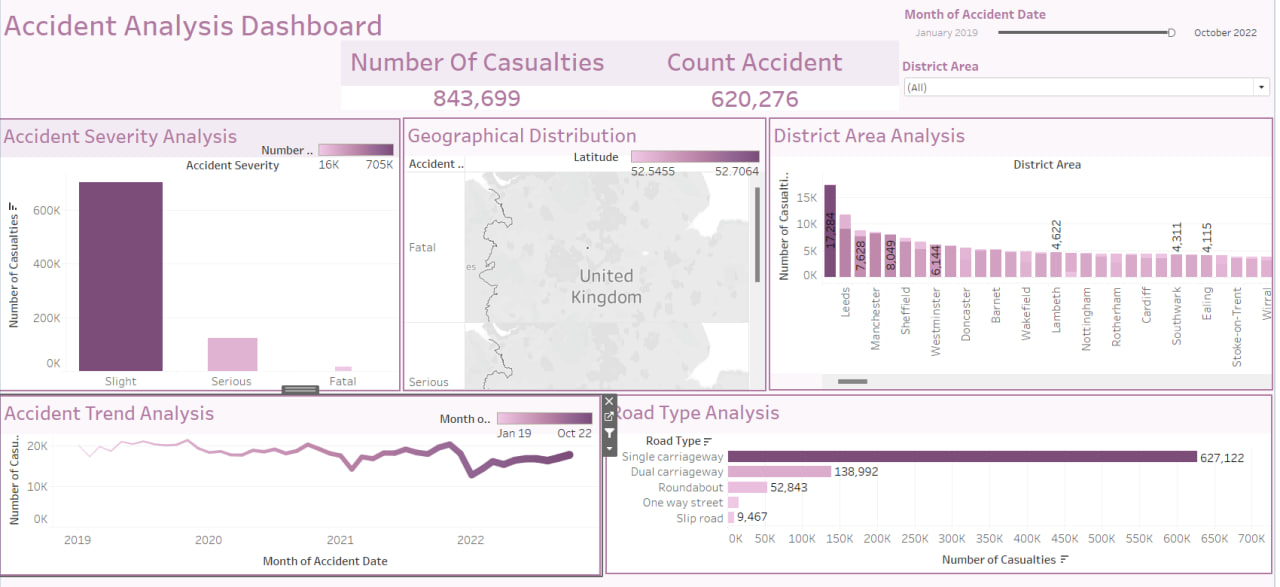 Accident Analysis Dashboard
Month of Accident Date
January 2019
October 2022
Number Of Casualties
Count Accident
843,699
620,276
District Area
(All)
Accident Severity Analysis
Number ..
16K
705K
Accident Severity
Number of Casualties
600K
400K
200K
0K
Slight
Serious
Fatal
Geographical Distribution
Latitude
52.5455
52.7064
Accident ..
Fatal
es
United
Kingdom
Serious
District Area Analysis
District Area
Number of Casualti..
15K
10K
5K
0K
17,284
7,628
8,049
6,144
4,622
4,311
4,115
Leeds
Manchester
Sheffield
Westminster
Doncaster
Barnet
Wakefield
Lambeth
Nottingham
Rotherham
Cardiff
Southwark
Ealing
Stoke-on-Trent
Wirral
Accident Trend Analysis
Month o..
Jan 19
Oct 22
Number of Casu..
20K
10K
0K
2019
2020
2021
2022
Month of Accident Date
Road Type Analysis
Road Type
Single carriageway
627,122
Dual carriageway
138,992
Roundabout
52,843
One way street
Slip road
9,467
0K
50K
100K
150K
200K
250K
300K
350K
400K
450K
500K
550K
600K
650K
700K
Number of Casualties